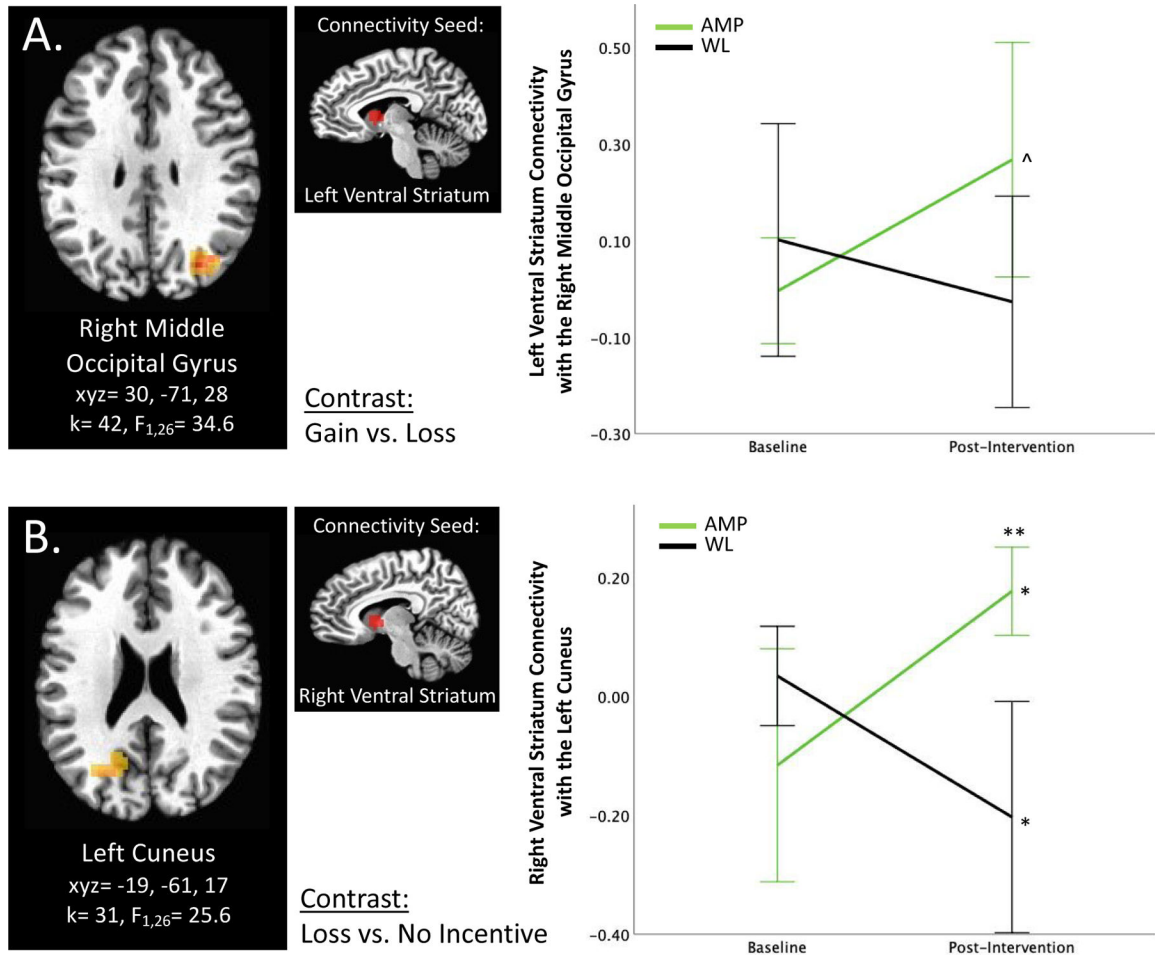 A.
Right Middle
Occipital Gyrus
xyz= 30, -71, 28
k= 42, F1,26= 34.6
Connectivity Seed:
Left Ventral Striatum
Contrast:
Gain vs. Loss
Left Ventral Striatum Connectivity
with the Right Middle Occipital Gyrus
AMP
WL
0.50
0.30
0.10
−0.10
−0.30
^
Baseline
Post-Intervention
B.
Left Cuneus
xyz= -19, -61, 17
k= 31, F1,26= 25.6
Connectivity Seed:
Right Ventral Striatum
Contrast:
Loss vs. No Incentive
Right Ventral Striatum Connectivity
with the Left Cuneus
AMP
WL
0.20
0.00
−0.20
−0.40
**
*
*
Baseline
Post-Intervention